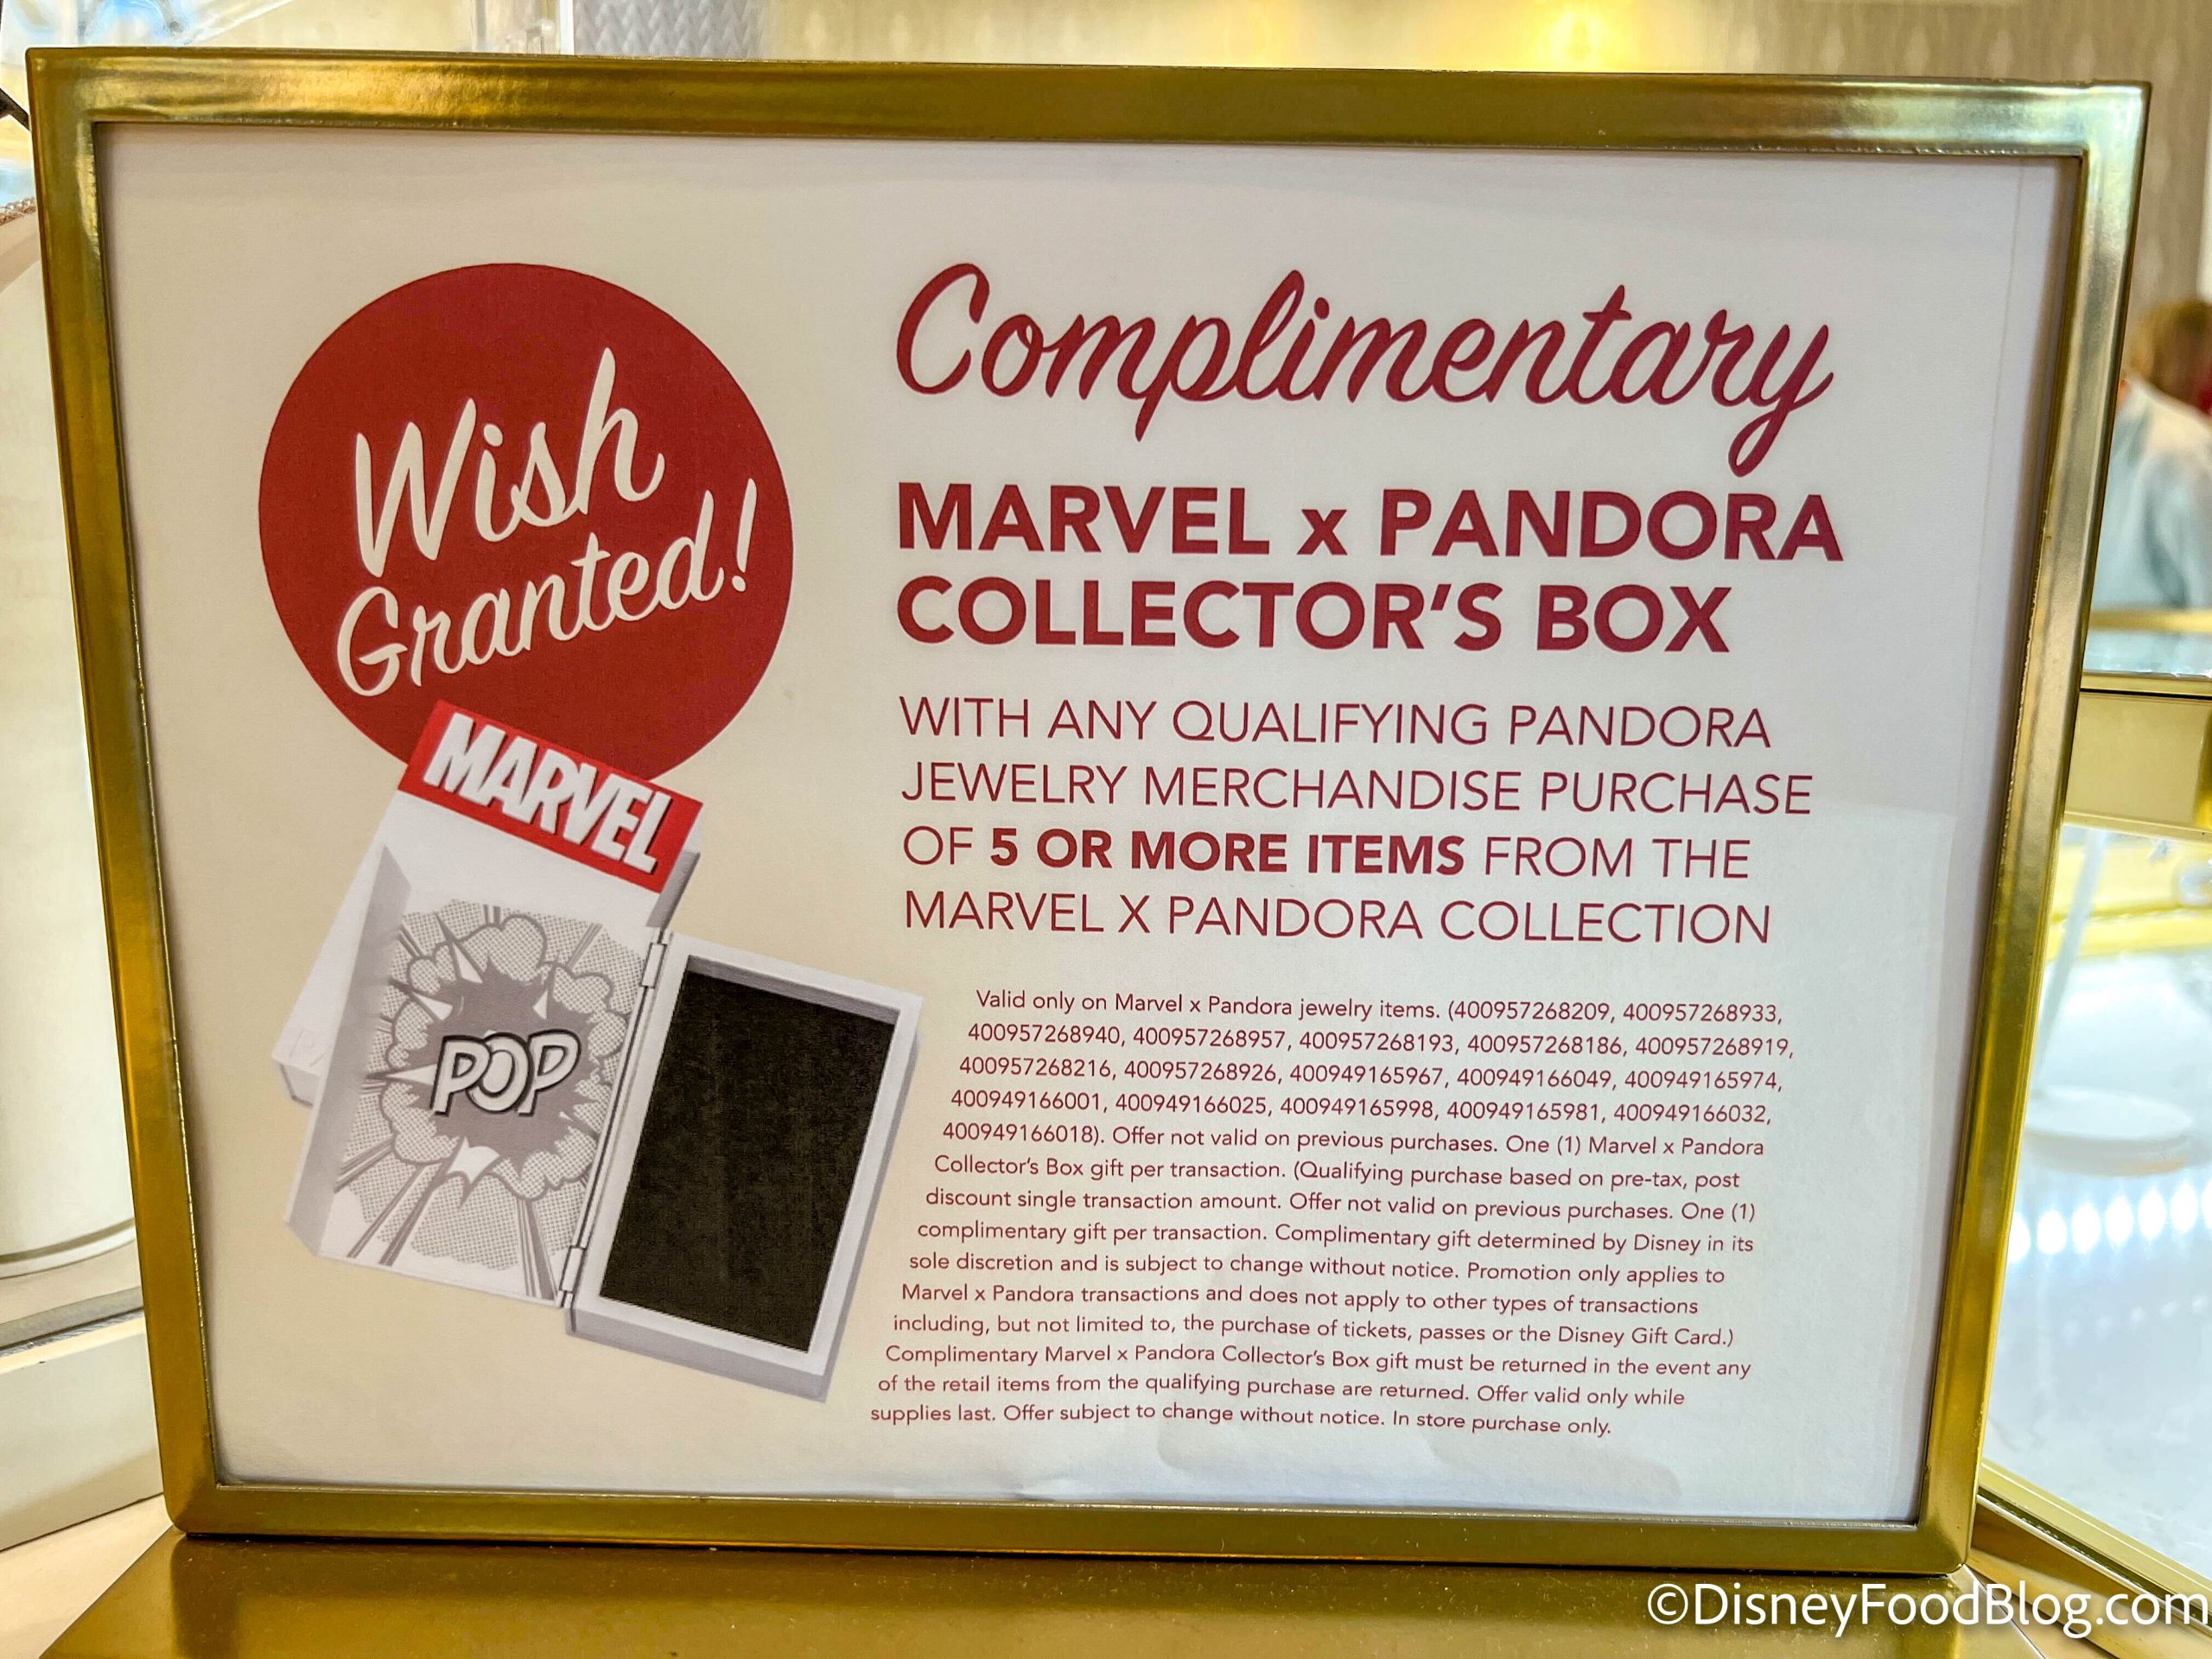 Wish
Granted!
MARVEL
POP
Complimentary
MARVEL x PANDORA
COLLECTOR'S BOX
WITH ANY QUALIFYING PANDORA
JEWELRY MERCHANDISE PURCHASE
OF 5 OR MORE ITEMS FROM THE
MARVEL X PANDORA COLLECTION
Valid only on Marvel x Pandora jewelry items. (400957268209, 400957268933,
400957268940, 400957268957, 400957268193, 400957268186, 400957268919,
400957268216, 400957268926, 400949165967, 400949166049, 400949165974,
400949166001, 400949166025, 400949165998, 400949165981, 400949166032,
400949166018). Offer not valid on previous purchases. One (1) Marvel x Pandora
Collector's Box gift per transaction. (Qualifying purchase based on pre-tax, post
discount single transaction amount. Offer not valid on previous purchases. One (1)
complimentary gift per transaction. Complimentary gift determined by Disney in its
sole discretion and is subject to change without notice. Promotion only applies to
Marvel x Pandora transactions and does not apply to other types of transactions
including, but not limited to, the purchase of tickets, passes or the Disney Gift Card.)
Complimentary Marvel x Pandora Collector's Box gift must be returned in the event any
of the retail items from the qualifying purchase are returned. Offer valid only while
supplies last. Offer subject to change without notice. In store purchase only.
©DisneyFoodBlog.com